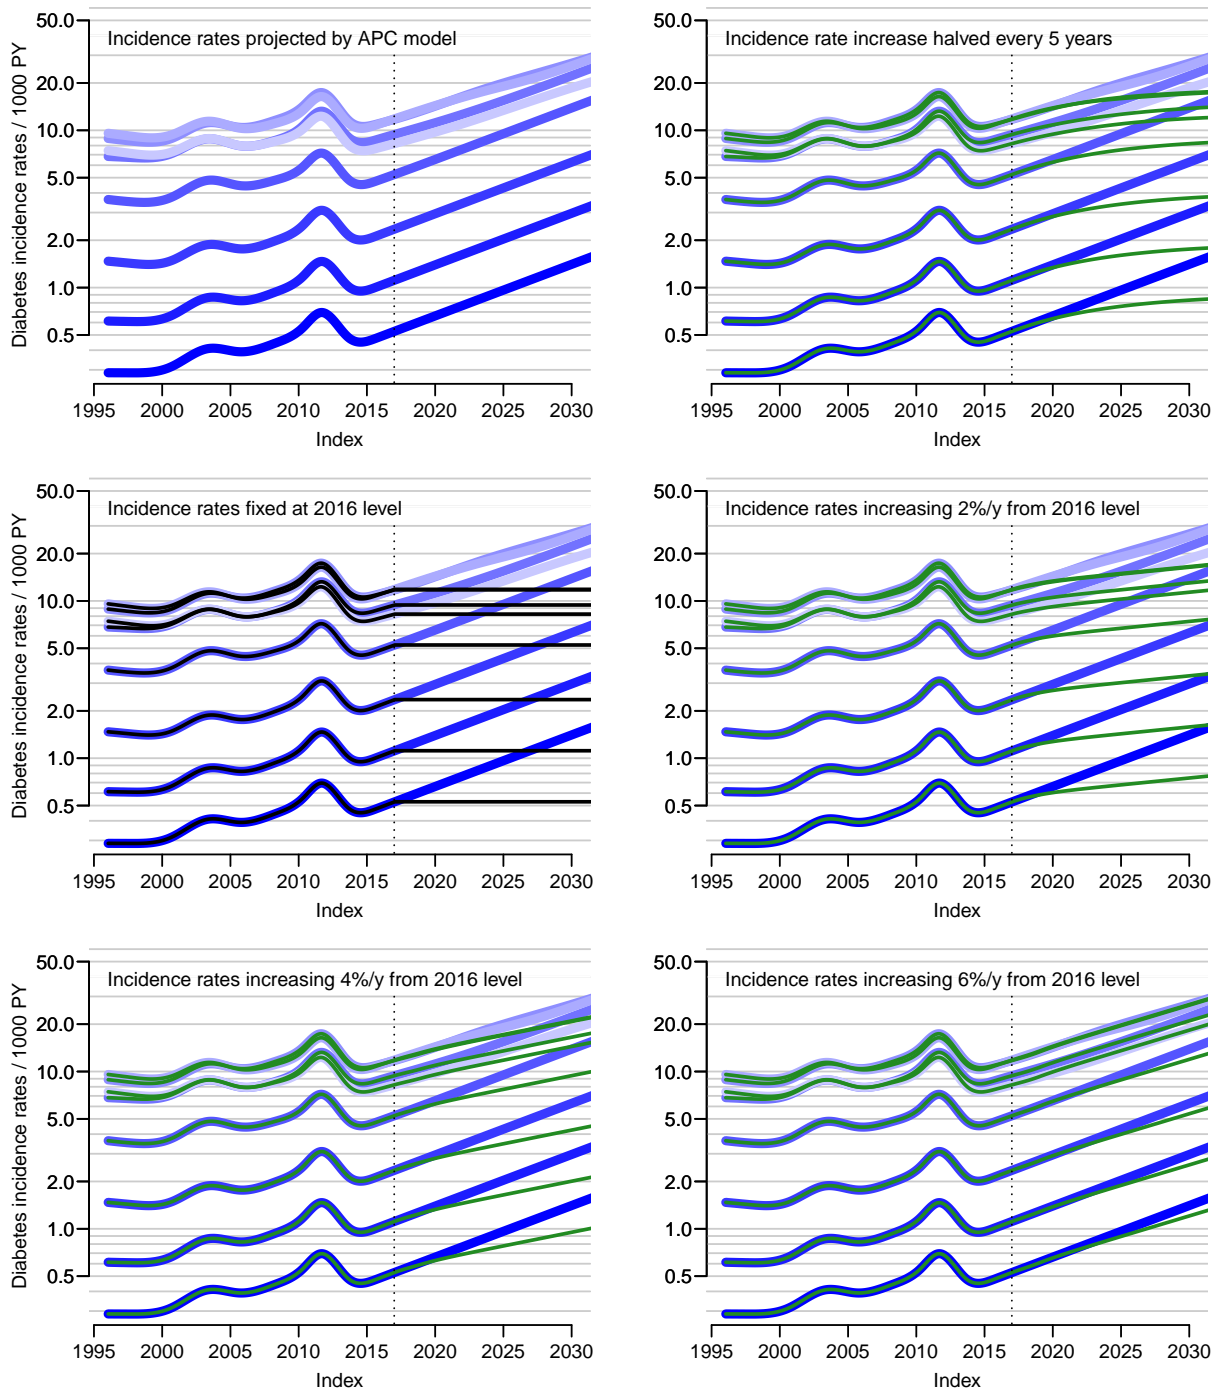 Incidence rates projected by APC model
Diabetes incidence rates / 1000 PY
50.0
20.0
10.0
5.0
2.0
1.0
0.5
1995 2000 2005 2010 2015 2020 2025 2030
Index
Incidence rate increase halved every 5 years
50.0
20.0
10.0
5.0
2.0
1.0
0.5
1995 2000 2005 2010 2015 2020 2025 2030
Index
Incidence rates fixed at 2016 level
Diabetes incidence rates / 1000 PY
50.0
20.0
10.0
5.0
2.0
1.0
0.5
1995 2000 2005 2010 2015 2020 2025 2030
Index
Incidence rates increasing 2%/y from 2016 level
50.0
20.0
10.0
5.0
2.0
1.0
0.5
1995 2000 2005 2010 2015 2020 2025 2030
Index
Incidence rates increasing 4%/y from 2016 level
Diabetes incidence rates / 1000 PY
50.0
20.0
10.0
5.0
2.0
1.0
0.5
1995 2000 2005 2010 2015 2020 2025 2030
Index
Incidence rates increasing 6%/y from 2016 level
50.0
20.0
10.0
5.0
2.0
1.0
0.5
1995 2000 2005 2010 2015 2020 2025 2030
Index